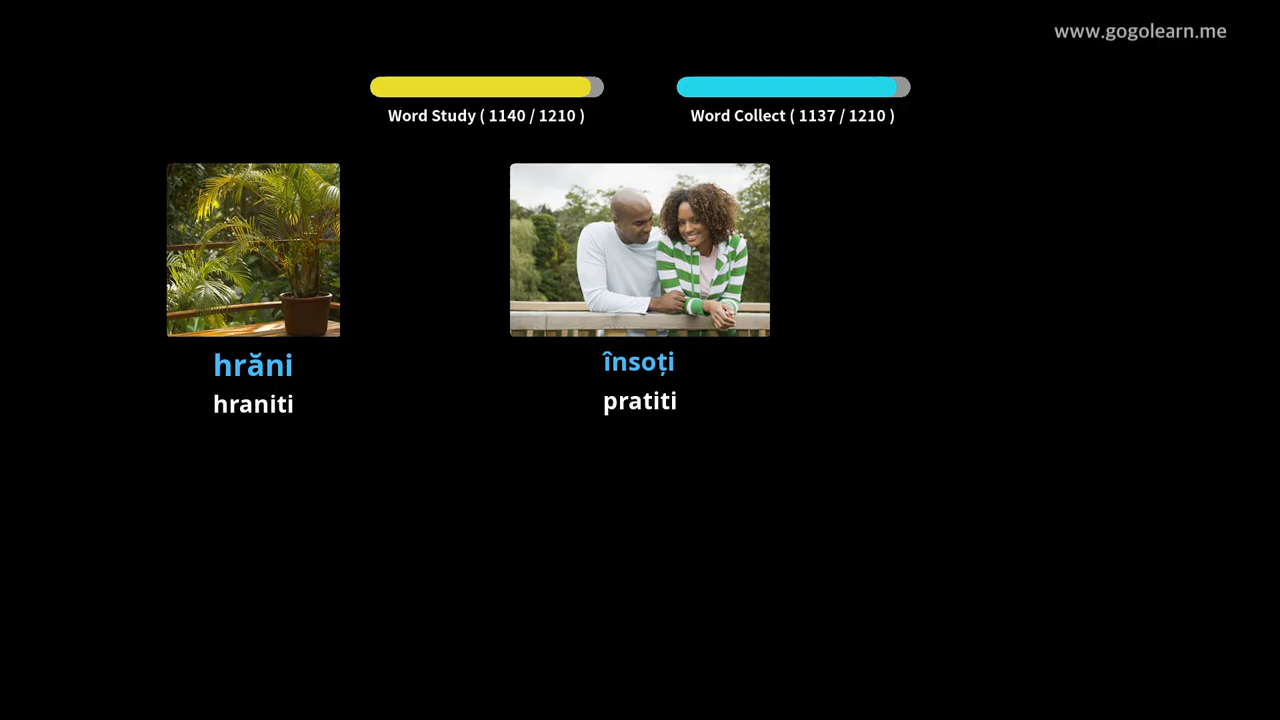 www.gogolearn.me
Word Study ( 1140 / 1210 )
Word Collect ( 1137 / 1210 )
hrăni
hraniti
însoți
pratiti